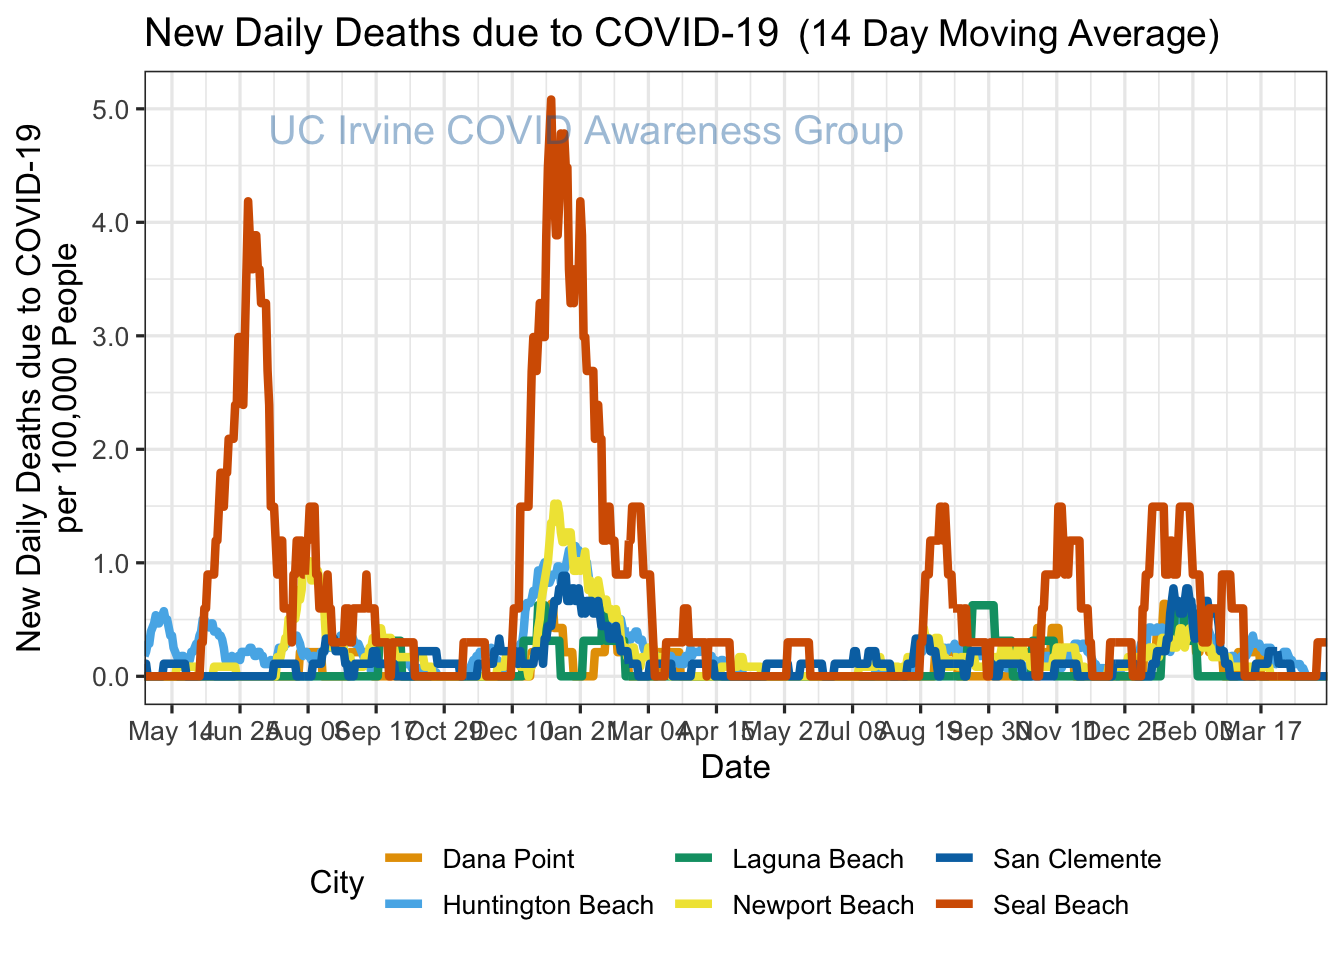 New Daily Deaths due to COVID-19 (14 Day Moving Average)
UC Irvine COVID Awareness Group
New Daily Deaths due to COVID-19
per 100,000 People
5.0
4.0
3.0
2.0
1.0
0.0
May 14 Jun 25 Aug 06 Sep 17 Oct 29 Dec 10 Jan 21 Mar 04 Apr 15 May 27 Jul 08 Aug 19 Sep 30 Nov 11 Dec 23 Feb 03 Mar 17
Date
City
Dana Point Laguna Beach San Clemente
Huntington Beach Newport Beach Seal Beach